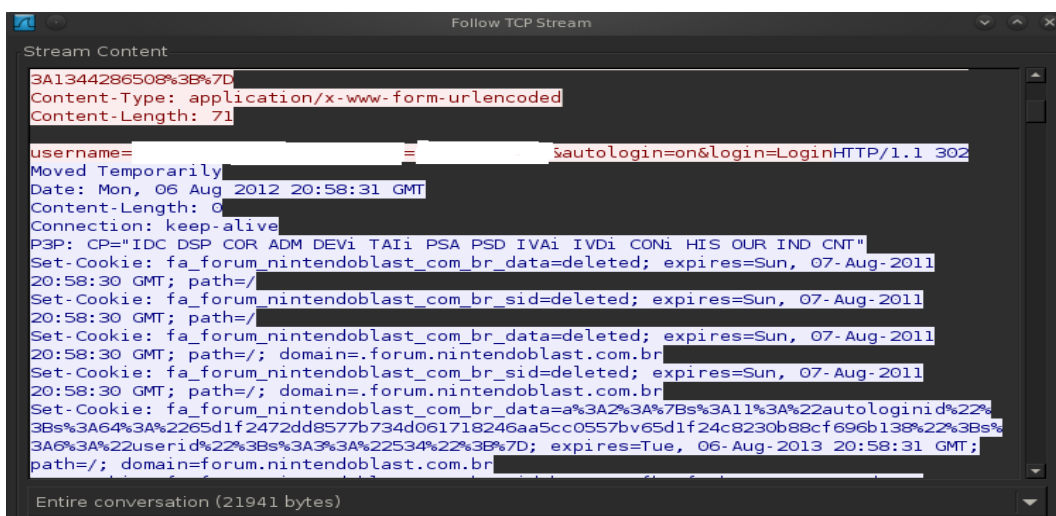 Follow TCP Stream
Stream Content
3A1344286508%3B%7D
Content-Type: application/x-www-form-urlencoded
Content-Length: 71
username= = &autologin=on&login=LoginHTTP/1.1 302
Moved Temporarily
Date: Mon, 06 Aug 2012 20:58:31 GMT
Content-Length: 0
Connection: keep-alive
P3P: CP="IDC DSP COR ADM DEVi TAIi PSA PSD IVAi IVDi CONi HIS OUR IND CNT"
Set-Cookie: fa_forum_nintendoblast_com_br_data=deleted; expires=Sun, 07-Aug-2011
20:58:30 GMT; path=/
Set-Cookie: fa_forum_nintendoblast_com_br_sid=deleted; expires=Sun, 07-Aug-2011
20:58:30 GMT; path=/
Set-Cookie: fa_forum_nintendoblast_com_br_data=deleted; expires=Sun, 07-Aug-2011
20:58:30 GMT; path=/; domain=.forum.nintendoblast.com.br
Set-Cookie: fa_forum_nintendoblast_com_br_sid=deleted; expires=Sun, 07-Aug-2011
20:58:30 GMT; path=/; domain=.forum.nintendoblast.com.br
Set-Cookie: fa_forum_nintendoblast_com_br_data=a%3A2%3A%7Bs%3A11%3A%22autologinid%22%
3Bs%3A64%3A%2265d1f2472dd8577b734d061718246aa5cc0557bv65d1f24c8230b88cf696b138%22%3Bs%
3A6%3A%22userid%22%3Bs%3A3%3A%22534%22%3B%7D; expires=Tue, 06-Aug-2013 20:58:31 GMT;
path=/; domain=forum.nintendoblast.com.br
Entire conversation (21941 bytes)